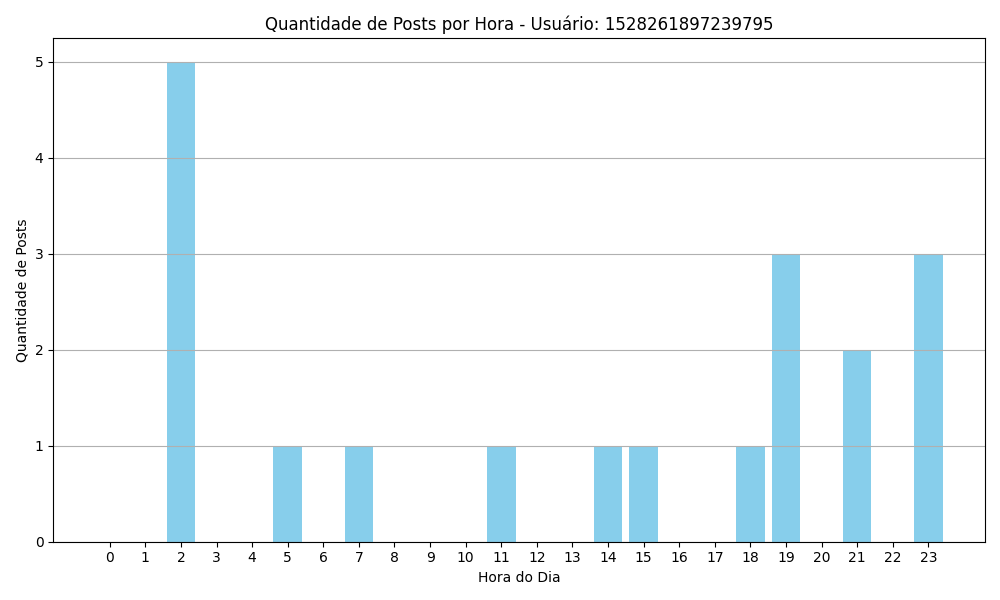 Quantidade de Posts por Hora - Usuário: 1528261897239795
Quantidade de Posts
5
4
3
2
1
0
0 1 2 3 4 5 6 7 8 9 10 11 12 13 14 15 16 17 18 19 20 21 22 23
Hora do Dia